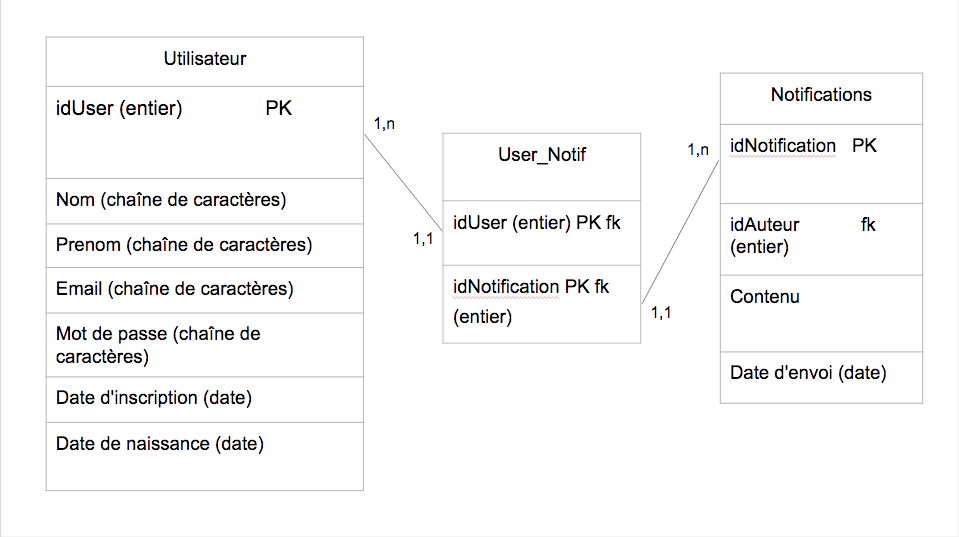 Utilisateur
idUser (entier) PK
Nom (chaîne de caractères)
Prenom (chaîne de caractères)
Email (chaîne de caractères)
Mot de passe (chaîne de
caractères)
Date d'inscription (date)
Date de naissance (date)
1,n
1,1
User_Notif
idUser (entier) PK fk
idNotification PK fk
(entier)
1,n
1,1
Notifications
idNotification PK
idAuteur fk
(entier)
Contenu
Date d'envoi (date)